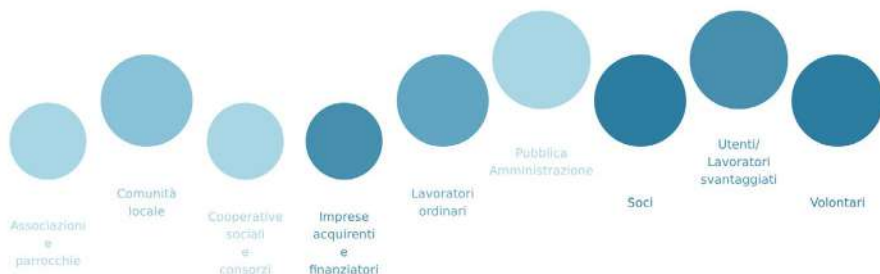 Associazioni
e
parrocchie
Comunità
locale
Cooperative
sociali
e
consorzi
Imprese
acquirenti
e
finanziatori
Lavoratori
ordinari
Pubblica
Amministrazione
Soci
Utenti/
Lavoratori
svantaggiati
Volontari